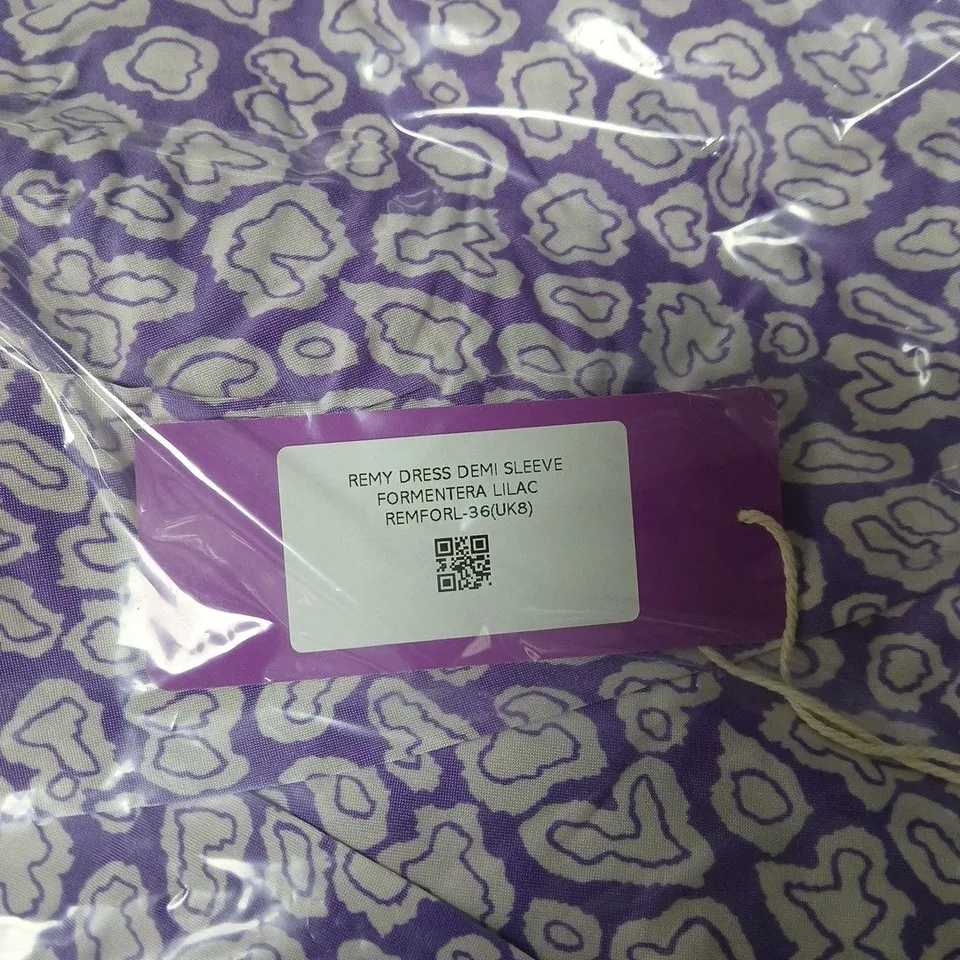 REMY DRESS DEMI SLEEVE
FORMENTERA LILAC
REMFORL-36(UK8)